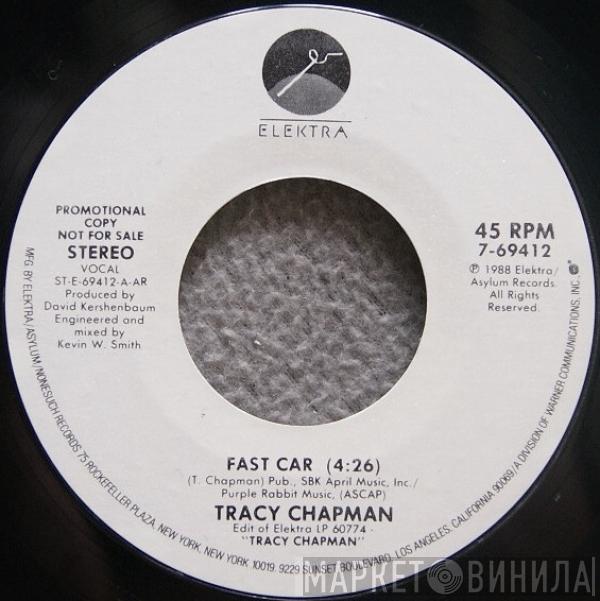 ELEKTRA
PROMOTIONAL
COPY
NOT FOR SALE
STEREO
VOCAL
ST-E-69412-A-AR
Produced by
David Kershenbaum
Engineered and
mixed by
Kevin W. Smith
45 RPM
7-69412
℗ 1988 Elektra/
Asylum Records.
All Rights
Reserved.
FAST CAR (4:26)
(T. Chapman) Pub., SBK April Music, Inc./
Purple Rabbit Music, (ASCAP)
TRACY CHAPMAN
Edit of Elektra LP 60774 -
"TRACY CHAPMAN"
MFG BY ELEKTRA/ASYLUM/NONESUCH RECORDS 75 ROCKEFELLER PLAZA, NEW YORK, NEW YORK 10019. 9229 SUNSET BOULEVARD, LOS ANGELES, CALIFORNIA 90069/A DIVISION OF WARNER COMMUNICATIONS, INC.
МАРКЕТ ВИНИЛА